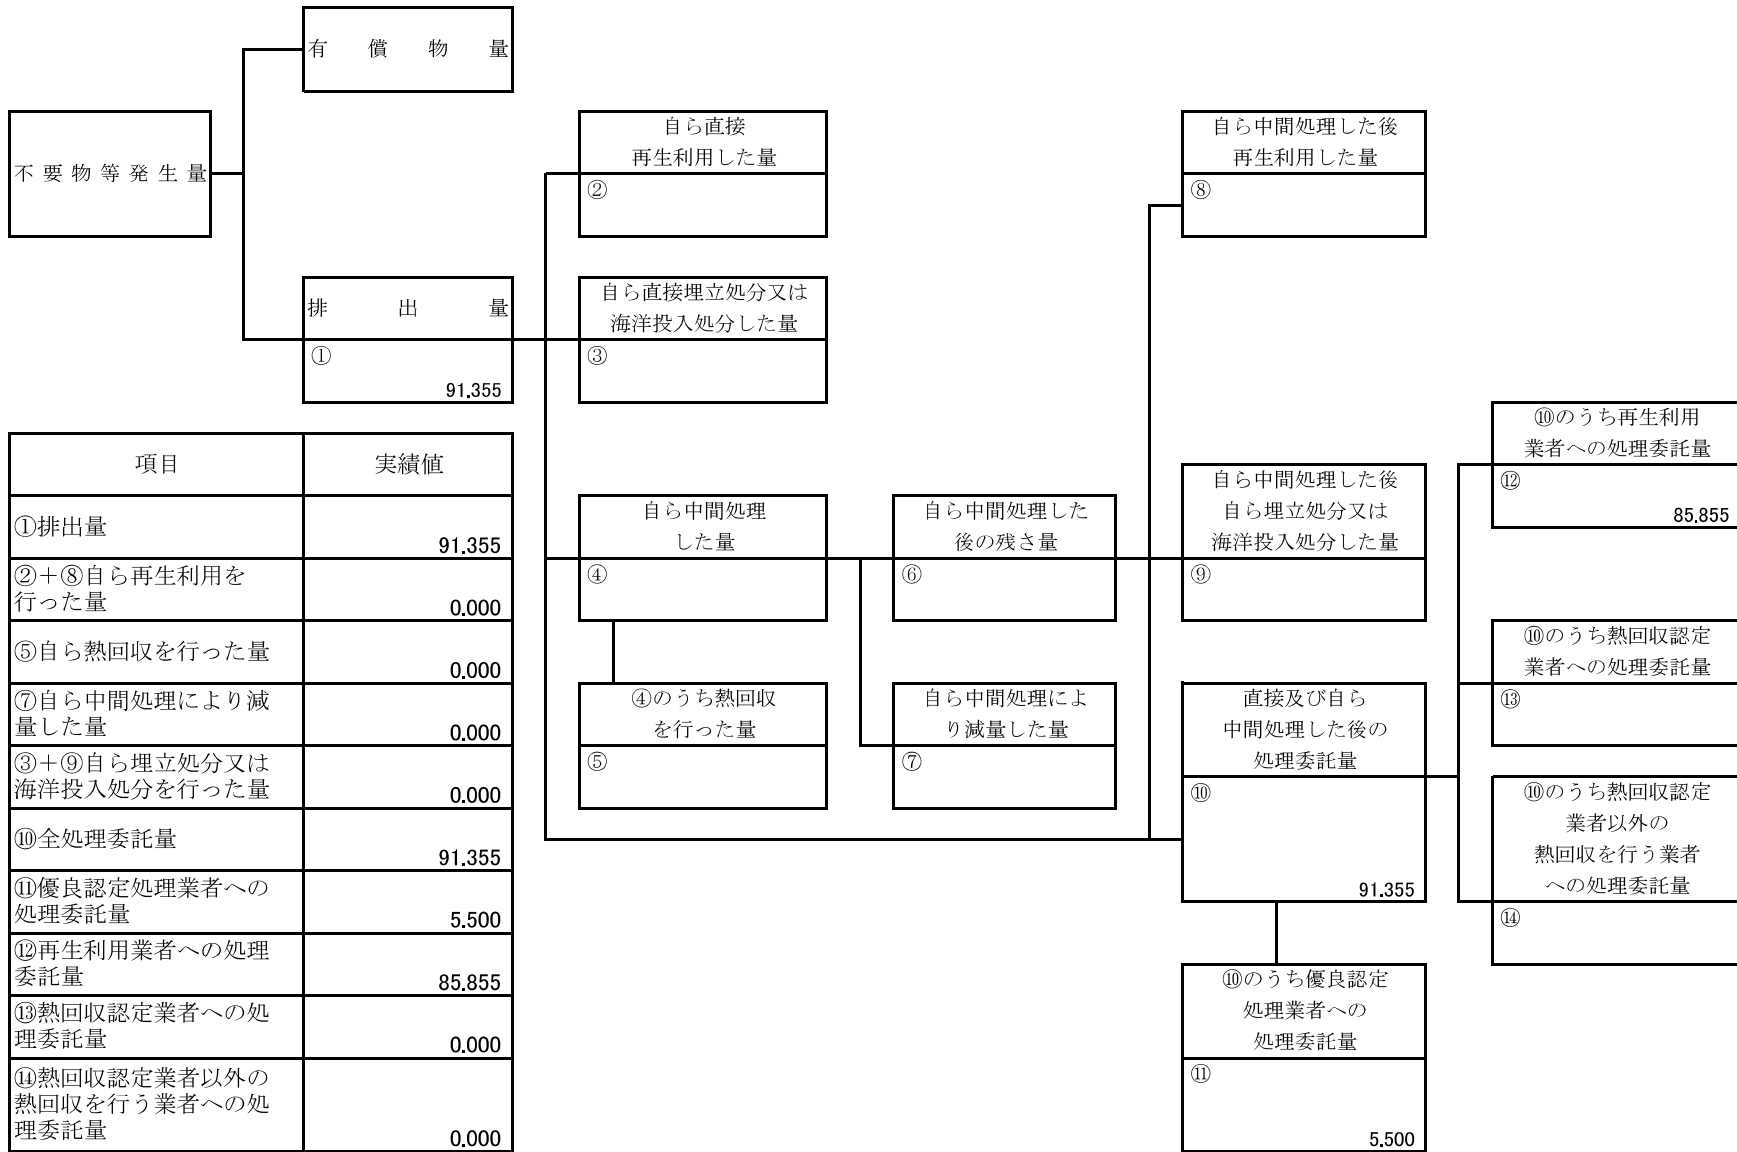 有償物量
不要物等発生量
排出量
①
91.355
自ら直接
再生利用した量
②
自ら直接埋立処分又は
海洋投入処分した量
③
自ら中間処理
した量
④
④のうち熱回収
を行った量
⑤
自ら中間処理した
後の残さ量
⑥
自ら中間処理によ
り減量した量
⑦
自ら中間処理した後
再生利用した量
⑧
自ら中間処理した後
自ら埋立処分又は
海洋投入処分した量
⑨
直接及び自ら
中間処理した後の
処理委託量
⑩
91.355
⑩のうち優良認定
処理業者への
処理委託量
⑪
5.500
⑩のうち再生利用
業者への処理委託量
⑫
85.855
⑩のうち熱回収認定
業者への処理委託量
⑬
⑩のうち熱回収認定
業者以外の
熱回収を行う業者
への処理委託量
⑭
項目 実績値
①排出量
91.355
②＋⑧自ら再生利用を
行った量
0.000
⑤自ら熱回収を行った量
0.000
⑦自ら中間処理により減
量した量
0.000
③＋⑨自ら埋立処分又は
海洋投入処分を行った量
0.000
⑩全処理委託量
91.355
⑪優良認定処理業者への
処理委託量
5.500
⑫再生利用業者への処理
委託量
85.855
⑬熱回収認定業者への処
理委託量
0.000
⑭熱回収認定業者以外の
熱回収を行う業者への処
理委託量
0.000